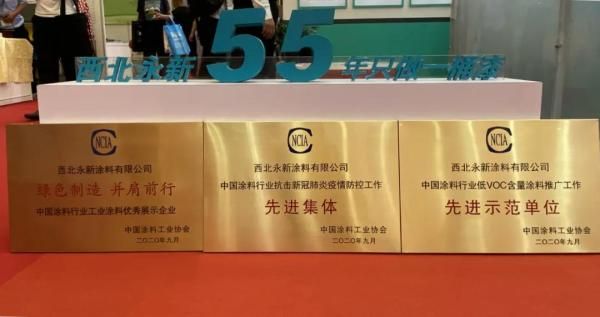 西北永新55年只做一桶漆
NCIA
西北永新涂料有限公司
绿色制造 并肩前行
中国涂料行业工业涂料优秀展示企业
中国涂料工业协会
二〇二〇年九月
NCIA
西北永新涂料有限公司
中国涂料行业抗击新冠肺炎疫情防控工作
先进集体
中国涂料工业协会
二〇二〇年九月
NCIA
西北永新涂料有限公司
中国涂料行业低VOC含量涂料推广工作
先进示范单位
中国涂料工业协会
二〇二〇年九月